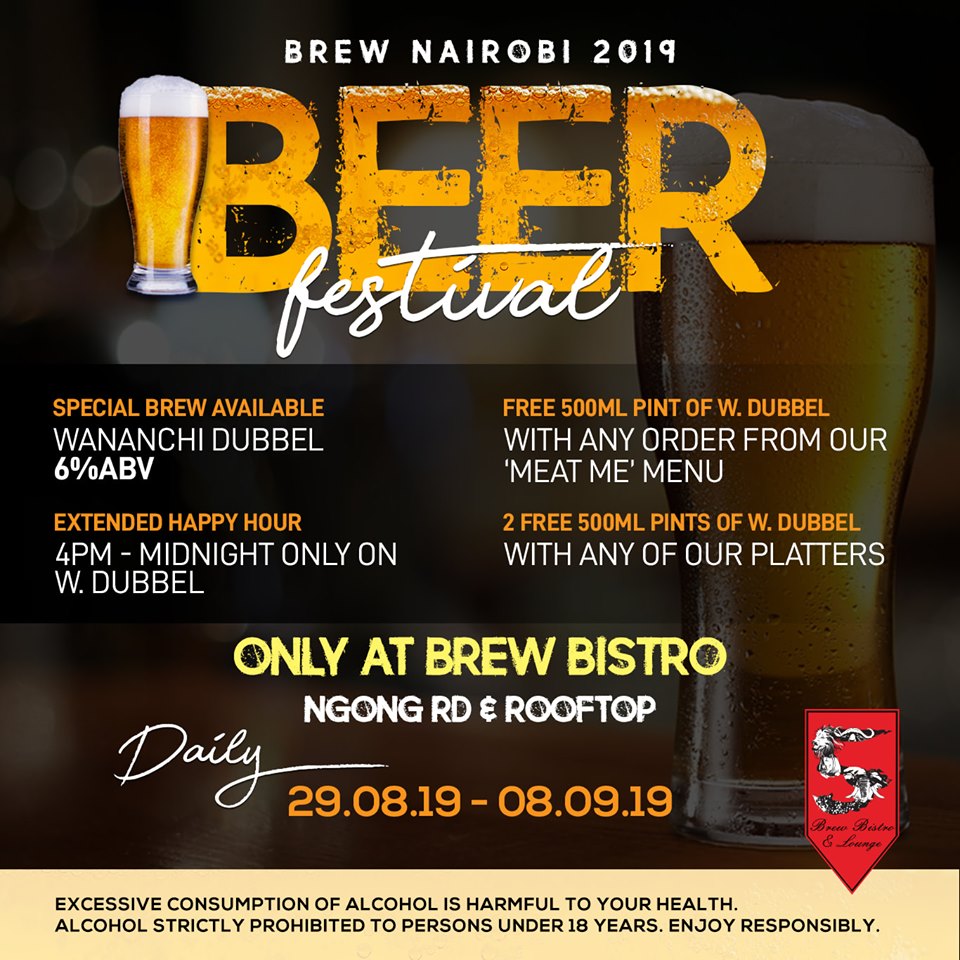 BREW NAIROBI 2019
BEER
festival
SPECIAL BREW AVAILABLE
WANANCHI DUBBEL
6%ABV
EXTENDED HAPPY HOUR
4PM - MIDNIGHT ONLY ON
W. DUBBEL
FREE 500ML PINT OF W. DUBBEL
WITH ANY ORDER FROM OUR
‘MEAT ME’ MENU
2 FREE 500ML PINTS OF W. DUBBEL
WITH ANY OF OUR PLATTERS
ONLY AT BREW BISTRO
NGONG RD & ROOFTOP
Daily
29.08.19 - 08.09.19
5
Brew Bistro
& Lounge
EXCESSIVE CONSUMPTION OF ALCOHOL IS HARMFUL TO YOUR HEALTH.
ALCOHOL STRICTLY PROHIBITED TO PERSONS UNDER 18 YEARS. ENJOY RESPONSIBLY.